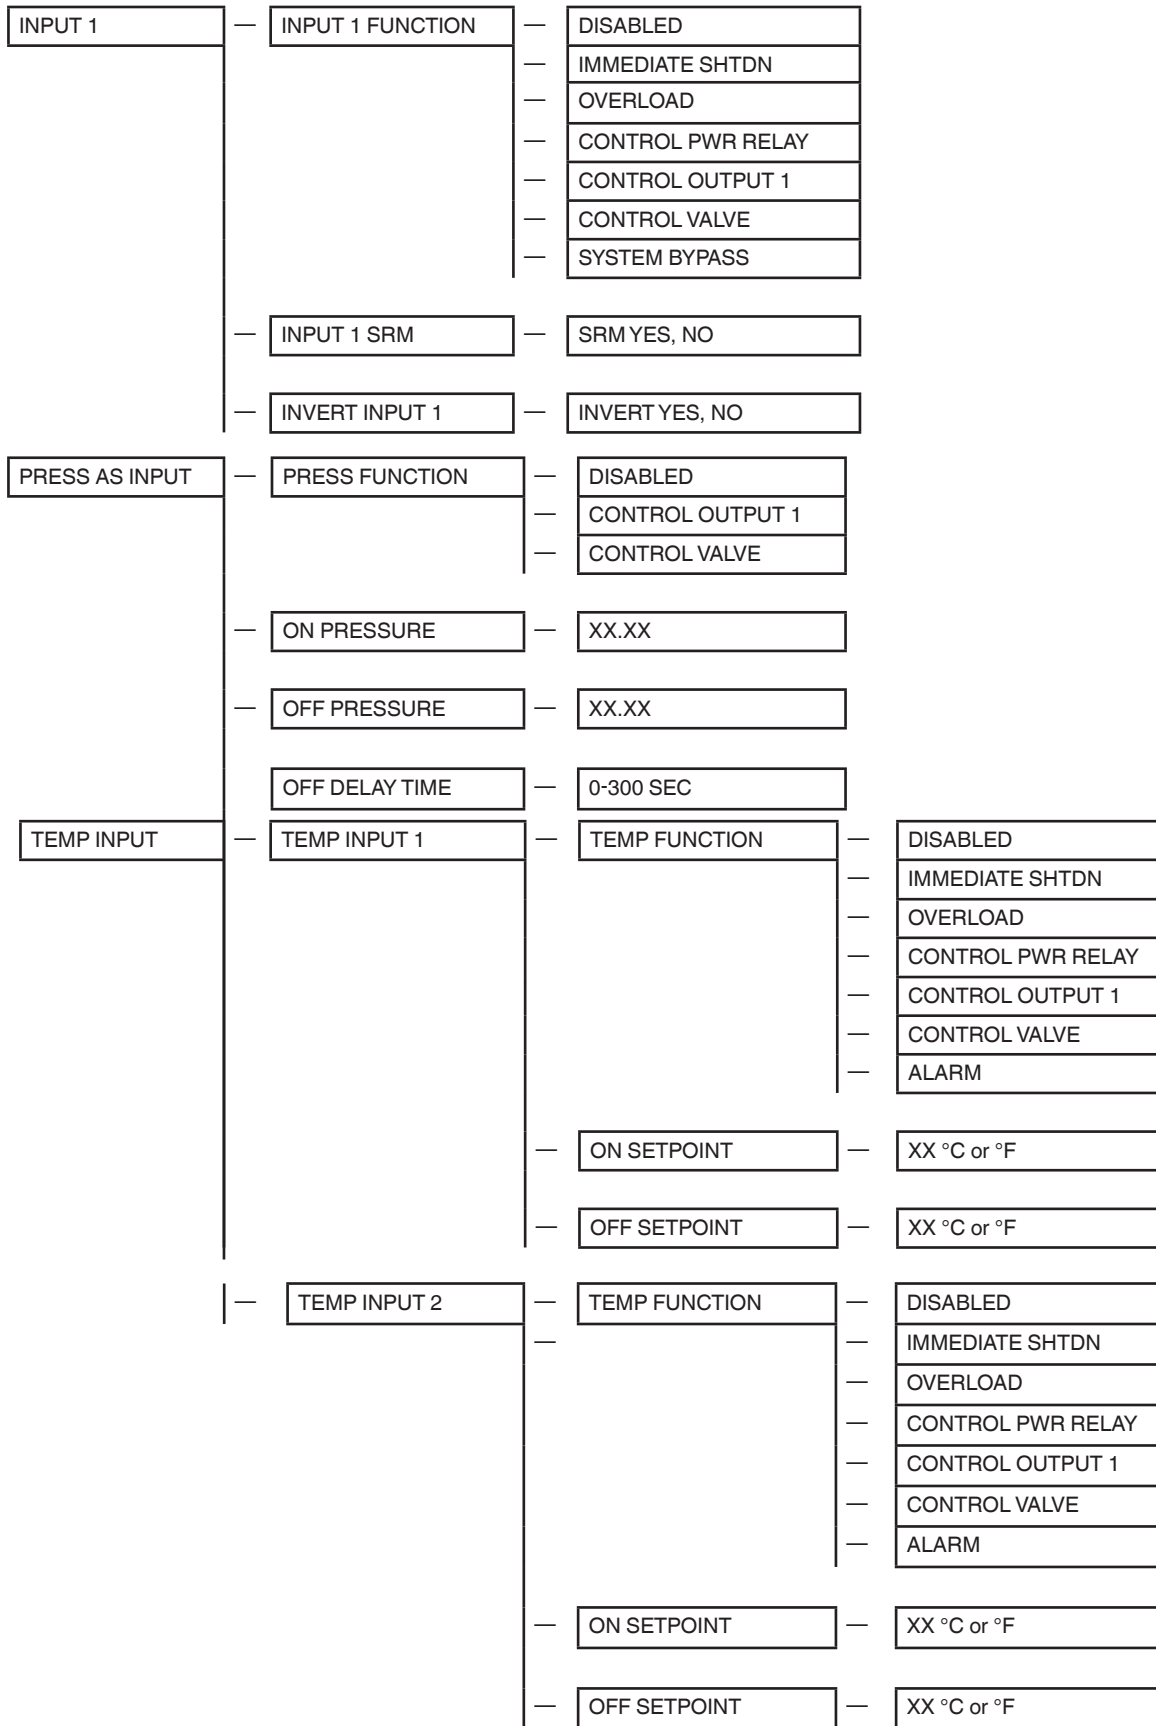 INPUT 1 — INPUT 1 FUNCTION — DISABLED
— IMMEDIATE SHTDN
— OVERLOAD
— CONTROL PWR RELAY
— CONTROL OUTPUT 1
— CONTROL VALVE
— SYSTEM BYPASS
— INPUT 1 SRM — SRM YES, NO
— INVERT INPUT 1 — INVERT YES, NO
PRESS AS INPUT — PRESS FUNCTION — DISABLED
— CONTROL OUTPUT 1
— CONTROL VALVE
— ON PRESSURE — XX.XX
— OFF PRESSURE — XX.XX
OFF DELAY TIME — 0-300 SEC
TEMP INPUT — TEMP INPUT 1 — TEMP FUNCTION — DISABLED
— IMMEDIATE SHTDN
— OVERLOAD
— CONTROL PWR RELAY
— CONTROL OUTPUT 1
— CONTROL VALVE
— ALARM
— ON SETPOINT — XX °C or °F
— OFF SETPOINT — XX °C or °F
— TEMP INPUT 2 — TEMP FUNCTION — DISABLED
— — IMMEDIATE SHTDN
— OVERLOAD
— CONTROL PWR RELAY
— CONTROL OUTPUT 1
— CONTROL VALVE
— ALARM
— ON SETPOINT — XX °C or °F
— OFF SETPOINT — XX °C or °F